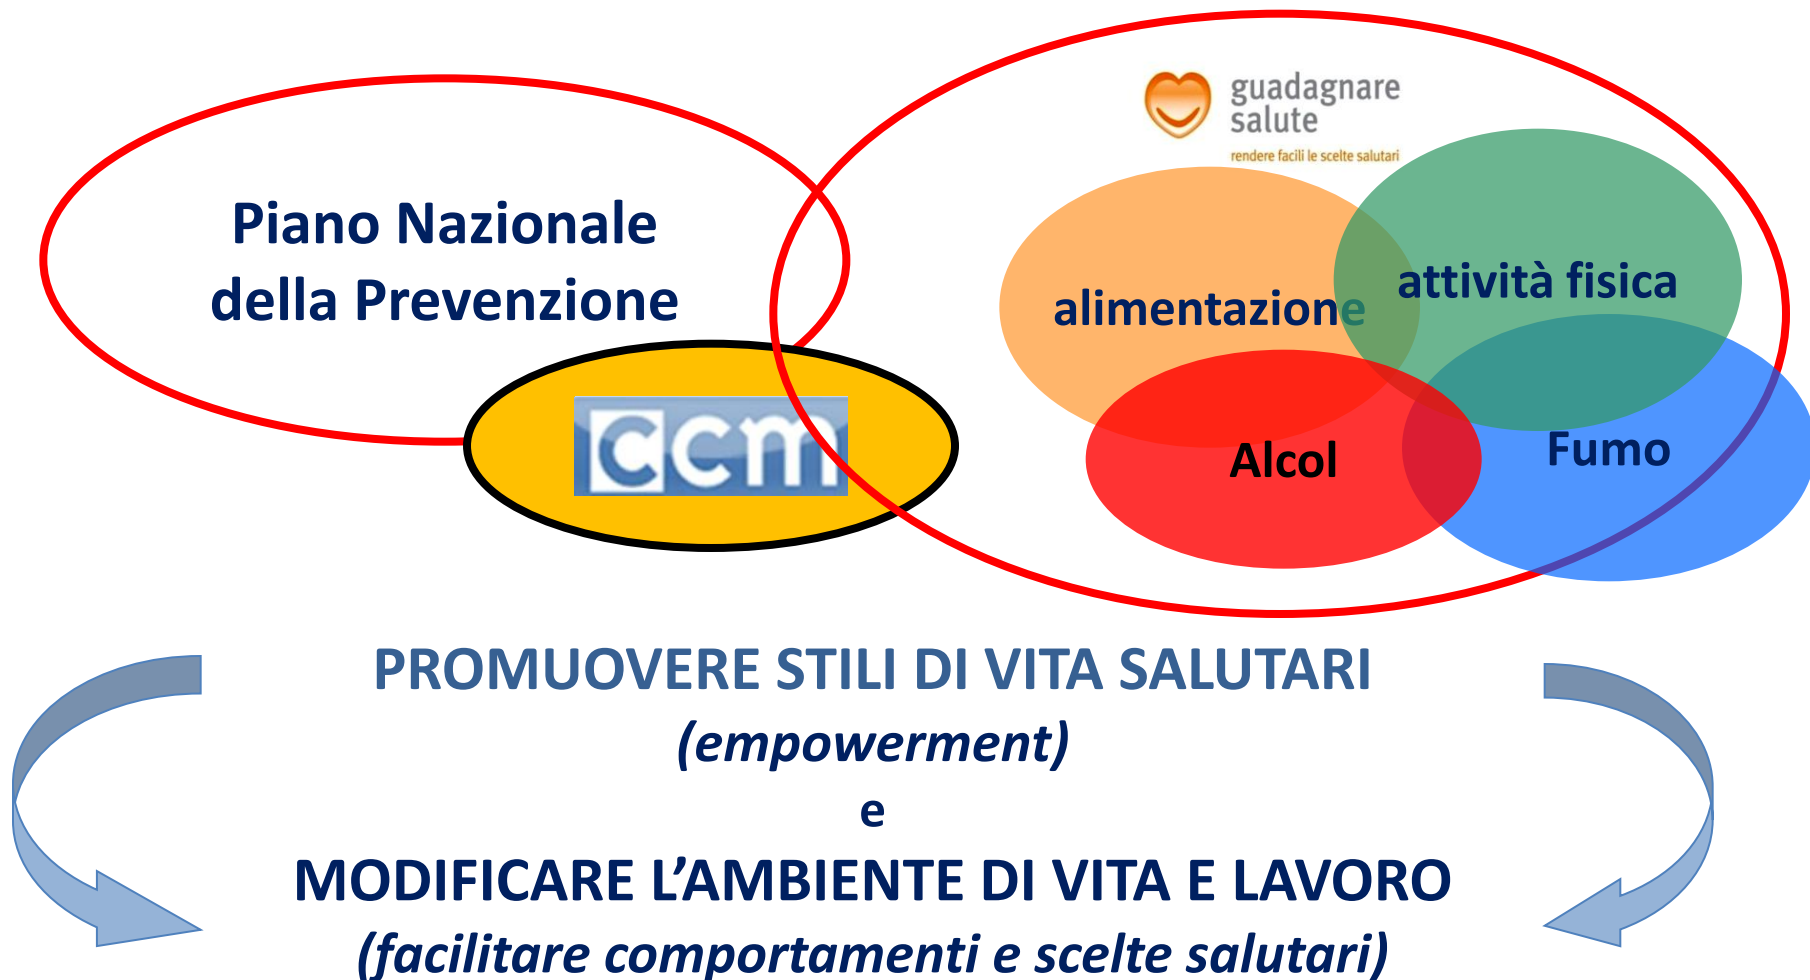 guadagnare
salute
rendere facili le scelte salutari
Piano Nazionale
della Prevenzione
alimentazione
attività fisica
ccm
Alcol
Fumo
PROMUOVERE STILI DI VITA SALUTARI
(empowerment)
e
MODIFICARE L’AMBIENTE DI VITA E LAVORO
(facilitare comportamenti e scelte salutari)